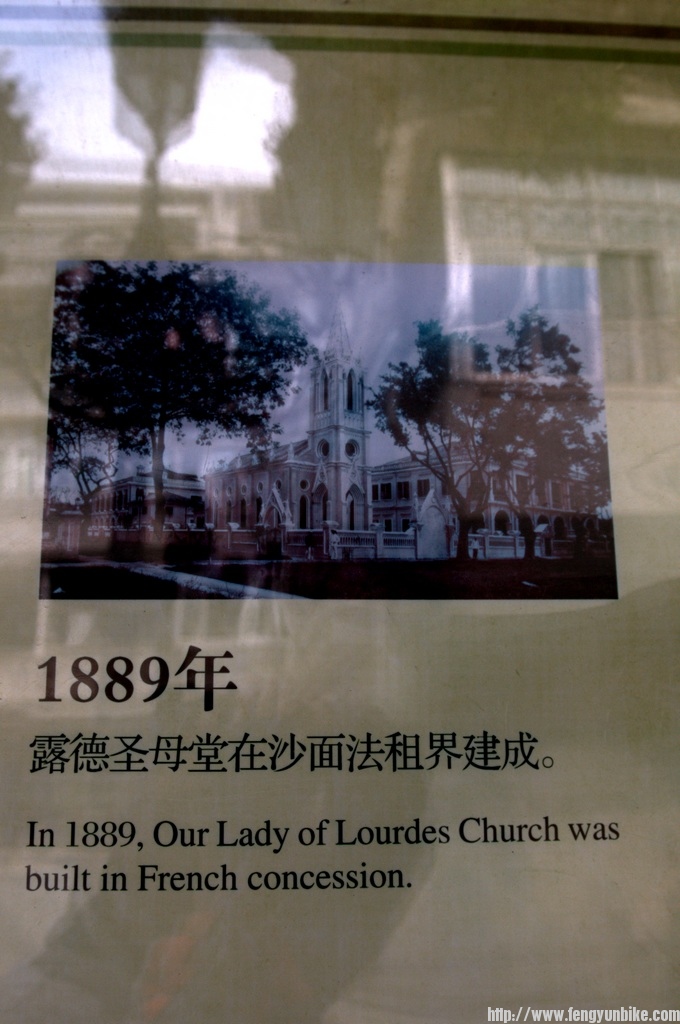 1889年
露德圣母堂在沙面法租界建成。
In 1889, Our Lady of Lourdes Church was
built in French concession.
http://www.fengyunbike.com